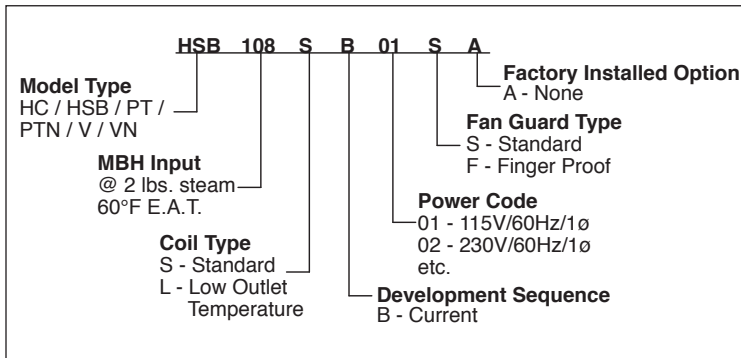 HSB 108 S B 01 S A
Model Type
HC / HSB / PT /
PTN / V / VN
MBH Input
@ 2 lbs. steam
60°F E.A.T.
Coil Type
S - Standard
L - Low Outlet
Temperature
Factory Installed Option
A - None
Fan Guard Type
S - Standard
F - Finger Proof
Power Code
01 - 115V/60Hz/1ø
02 - 230V/60Hz/1ø
etc.
Development Sequence
B - Current